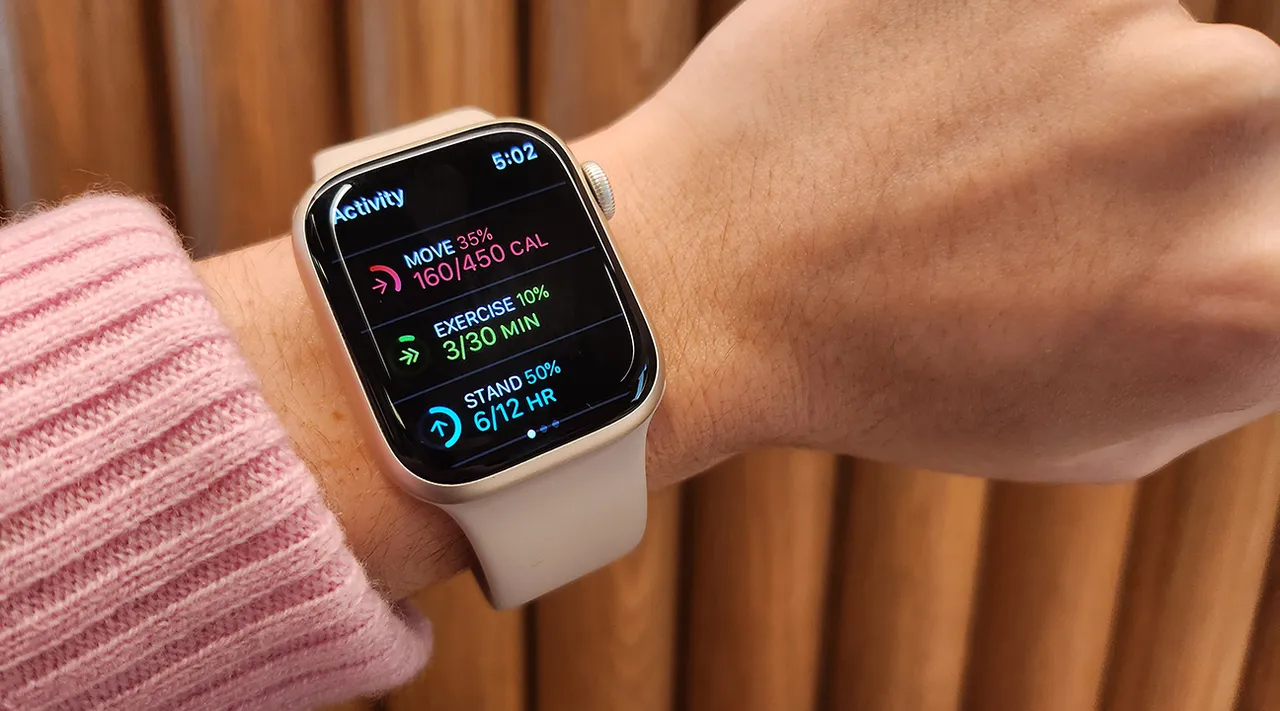 5:02
Activity
MOVE 35%
160/450 CAL
EXERCISE 10%
3/30 MIN
STAND 50%
6/12 HR